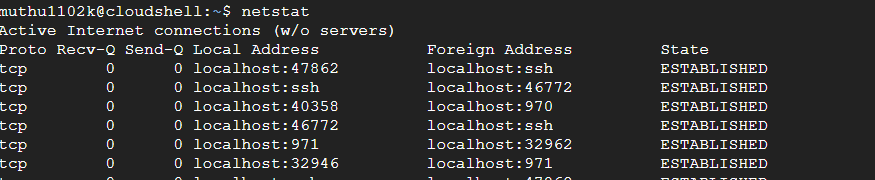 muthu1102k@cloudshell:~$ netstat
Active Internet connections (w/o servers)
Proto Recv-Q Send-Q Local Address           Foreign Address         State
tcp        0      0 localhost:47862         localhost:ssh           ESTABLISHED
tcp        0      0 localhost:ssh           localhost:46772         ESTABLISHED
tcp        0      0 localhost:40358         localhost:970           ESTABLISHED
tcp        0      0 localhost:46772         localhost:ssh           ESTABLISHED
tcp        0      0 localhost:971           localhost:32962         ESTABLISHED
tcp        0      0 localhost:32946         localhost:971           ESTABLISHED